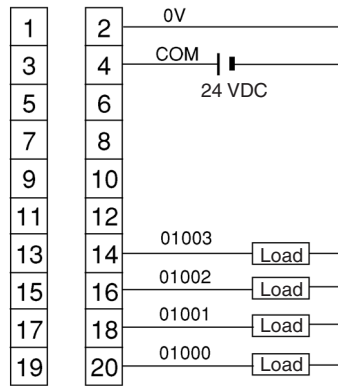 1 2 0V
3 4 COM
24 VDC
5 6
7 8
9 10
11 12
13 14 01003 Load
15 16 01002 Load
17 18 01001 Load
19 20 01000 Load